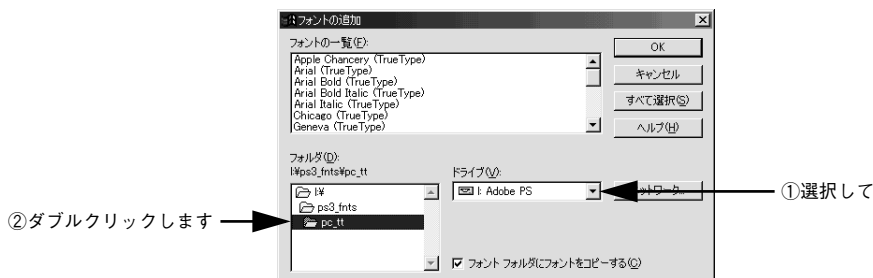 フォントの追加
フォントの一覧(F):
Apple Chancery (TrueType)
Arial (TrueType)
Arial Bold (TrueType)
Arial Bold Italic (TrueType)
Arial Italic (TrueType)
Chicago (TrueType)
Geneva (TrueType)
OK
キャンセル
すべて選択(S)
ヘルプ(H)
フォルダ(D):
I:¥ps3_fnts¥pc_tt
I:¥
ps3_fnts
pc_tt
ドライブ(V):
I: Adobe PS
①選択して
②ダブルクリックします
フォント フォルダにフォントをコピーする(C)